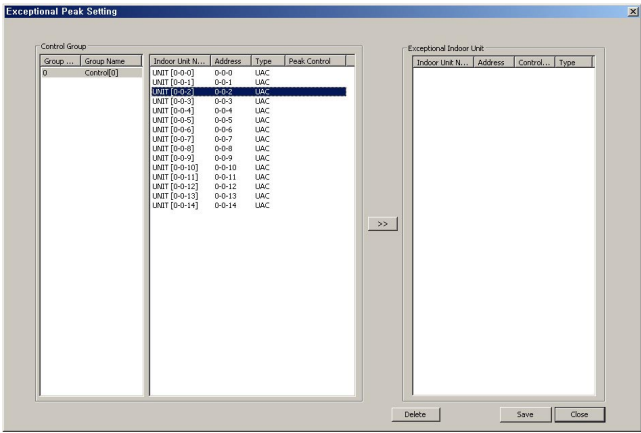 Exceptional Peak Setting
Control Group
Group ... Group Name
0 Control[0]
Indoor Unit N... Address Type Peak Control
UNIT [0-0-0] 0-0-0 UAC
UNIT [0-0-1] 0-0-1 UAC
UNIT [0-0-2] 0-0-2 UAC
UNIT [0-0-3] 0-0-3 UAC
UNIT [0-0-4] 0-0-4 UAC
UNIT [0-0-5] 0-0-5 UAC
UNIT [0-0-6] 0-0-6 UAC
UNIT [0-0-7] 0-0-7 UAC
UNIT [0-0-8] 0-0-8 UAC
UNIT [0-0-9] 0-0-9 UAC
UNIT [0-0-10] 0-0-10 UAC
UNIT [0-0-11] 0-0-11 UAC
UNIT [0-0-12] 0-0-12 UAC
UNIT [0-0-13] 0-0-13 UAC
UNIT [0-0-14] 0-0-14 UAC
>>
Exceptional Indoor Unit
Indoor Unit N... Address Control... Type
Delete Save Close